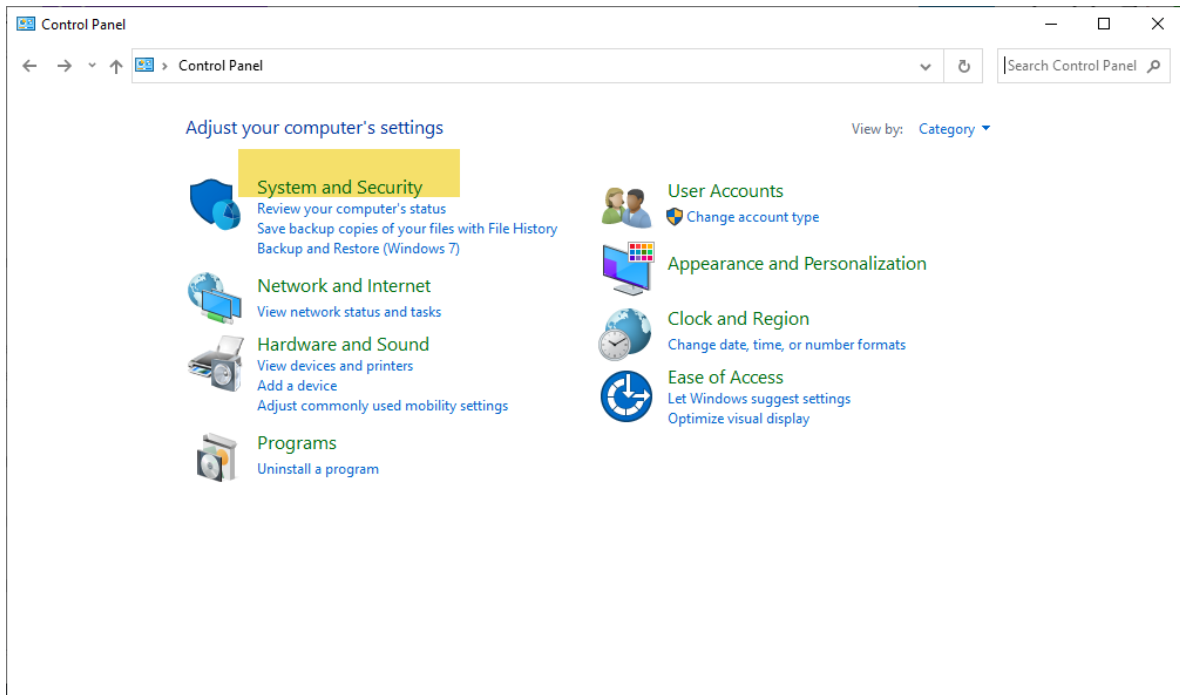 Control Panel
Control Panel
Search Control Panel
Adjust your computer's settings
View by: Category
System and Security
Review your computer's status
Save backup copies of your files with File History
Backup and Restore (Windows 7)
Network and Internet
View network status and tasks
Hardware and Sound
View devices and printers
Add a device
Adjust commonly used mobility settings
Programs
Uninstall a program
User Accounts
Change account type
Appearance and Personalization
Clock and Region
Change date, time, or number formats
Ease of Access
Let Windows suggest settings
Optimize visual display